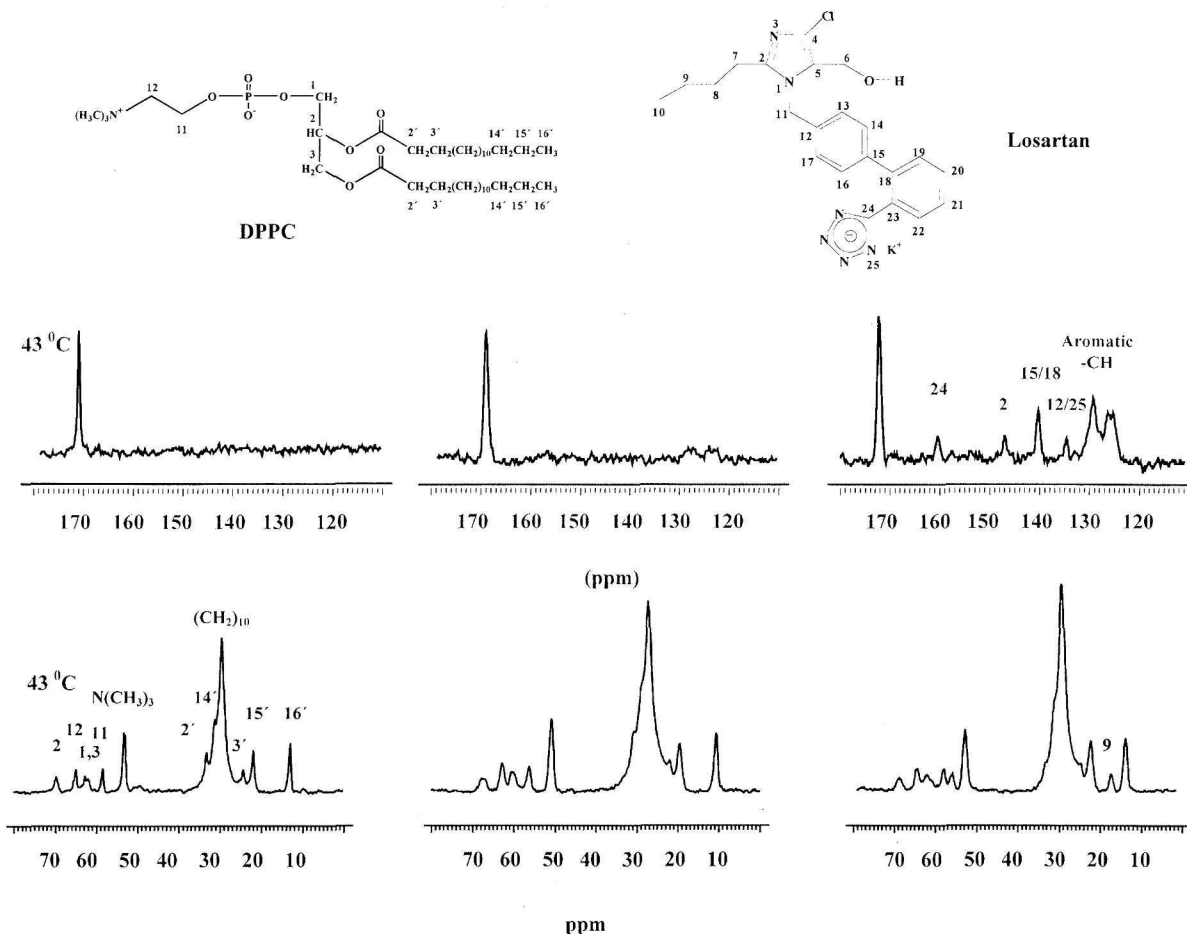 Cl
3
N
4
7
2
5
6
12
O
1
N
1
O
H
9
8
(H₃C)₃N⁺
O
P
O
CH₂
10
11
13
O⁻
2
O
2´ 3´ 14´ 15´ 16´
11
HC
O
CH₂CH₂(CH₂)₁₀CH₂CH₂CH₃
12
14
Losartan
3
O
17
15
19
H₂C
O
CH₂CH₂(CH₂)₁₀CH₂CH₂CH₃
16
18
20
2´ 3´ 14´ 15´ 16´
24
23
21
DPPC
N
22
N
N
N
K⁺
25
43 ⁰C
Aromatic
-CH
24
2
15/18
12/25
170 160 150 140 130 120
170 160 150 140 130 120
170 160 150 140 130 120
(ppm)
(CH₂)₁₀
43 ⁰C
N(CH₃)₃
14´
2´
15´
16´
2
12
11
1,3
3´
9
70 60 50 40 30 20 10
70 60 50 40 30 20 10
70 60 50 40 30 20 10
ppm